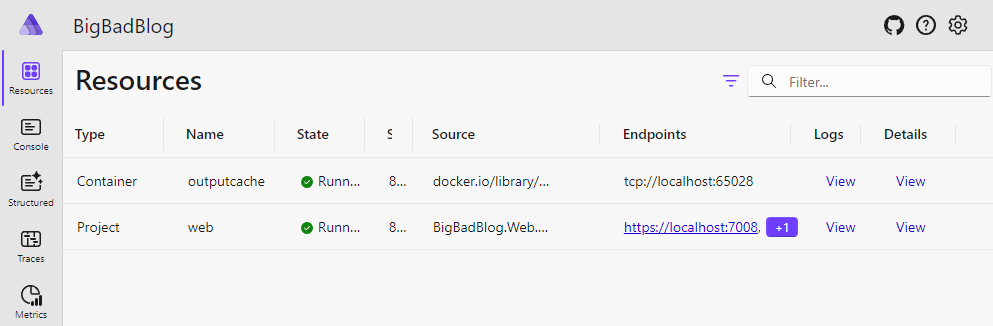 BigBadBlog
Resources
Filter...
Resources
Type Name State S Source Endpoints Logs Details
Console
Container outputcache Runn... 8... docker.io/library/... tcp://localhost:65028 View View
Structured
Project web Runn... 8... BigBadBlog.Web.... https://localhost:7008, +1 View View
Traces
Metrics